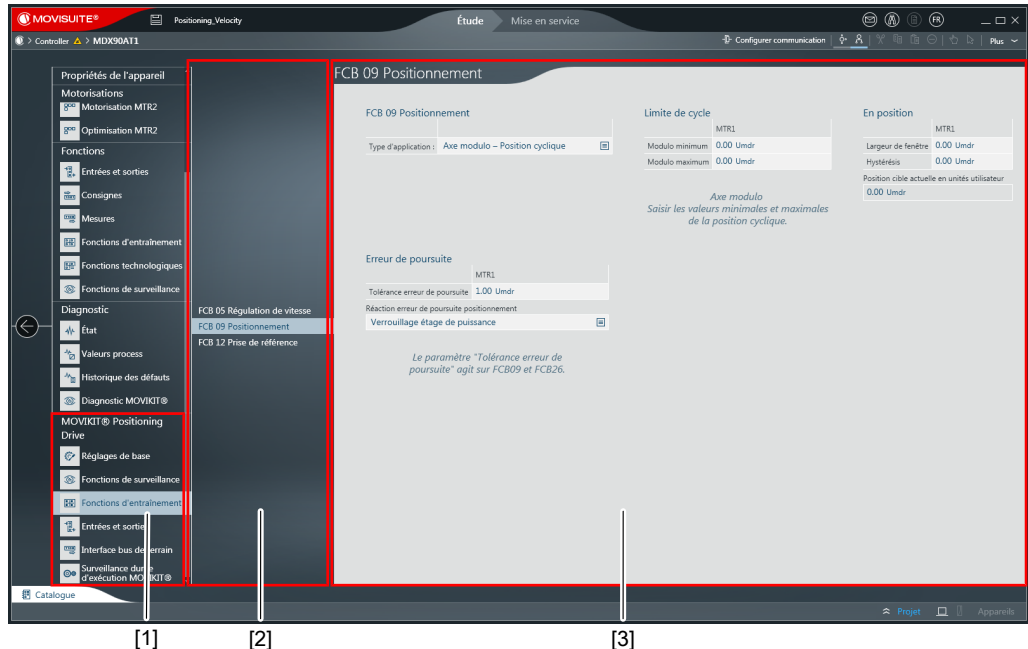 MOVISUITE®
Positioning_Velocity
Étude
Mise en service
FR
> Controller > MDX90AT1
Configurer communication
Plus
Propriétés de l'appareil
Motorisations
Motorisation MTR2
Optimisation MTR2
Fonctions
Entrées et sorties
Consignes
Mesures
Fonctions d'entraînement
Fonctions technologiques
Fonctions de surveillance
Diagnostic
État
Valeurs process
Historique des défauts
Diagnostic MOVIKIT®
MOVIKIT® Positioning
Drive
Réglages de base
Fonctions de surveillance
Fonctions d'entraînement
Entrées et sortie
Interface bus de terrain
Surveillance durée
d'exécution MOVIKIT®
FCB 05 Régulation de vitesse
FCB 09 Positionnement
FCB 12 Prise de référence
FCB 09 Positionnement
FCB 09 Positionnement
Type d'application : Axe modulo – Position cyclique
Limite de cycle
MTR1
Modulo minimum 0.00 Umdr
Modulo maximum 0.00 Umdr
Axe modulo
Saisir les valeurs minimales et maximales
de la position cyclique.
En position
MTR1
Largeur de fenêtre 0.00 Umdr
Hystérésis 0.00 Umdr
Position cible actuelle en unités utilisateur
0.00 Umdr
Erreur de poursuite
MTR1
Tolérance erreur de poursuite 1.00 Umdr
Réaction erreur de poursuite positionnement
Verrouillage étage de puissance
Le paramètre "Tolérance erreur de
poursuite" agit sur FCB09 et FCB26.
Catalogue
Projet
Appareils
[1]
[2]
[3]